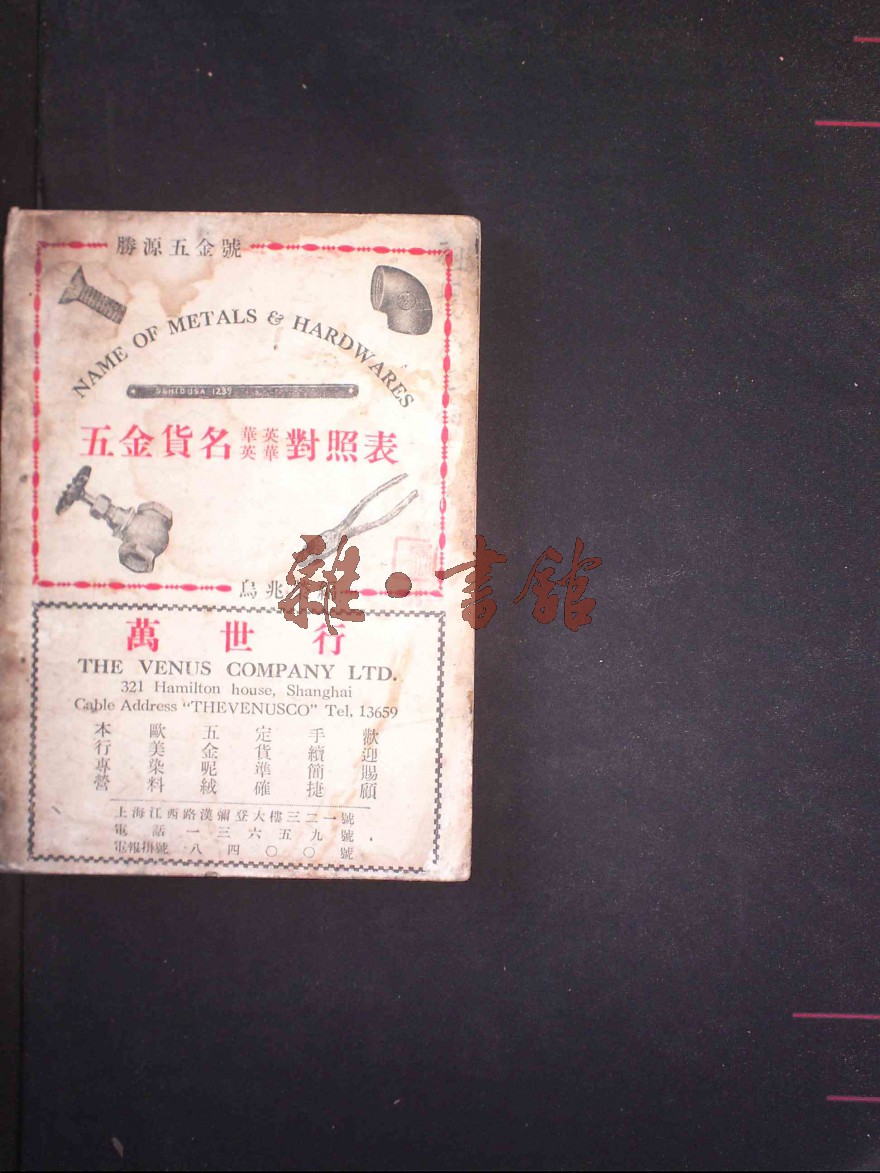 勝源五金號
NAME OF METALS & HARDWARES
1239
五金貨名華英英華對照表
烏兆
雜·書舘
萬世行
THE VENUS COMPANY LTD.
321 Hamilton house, Shanghai
Cable Address "THEVENUSCO" Tel, 13659
本行專營
歐美染料
五金呢絨
定貨準確
手續簡捷
歡迎賜顧
上海江西路漢彌登大樓三二一號
電話一三六五九號
電報掛號八四〇〇號